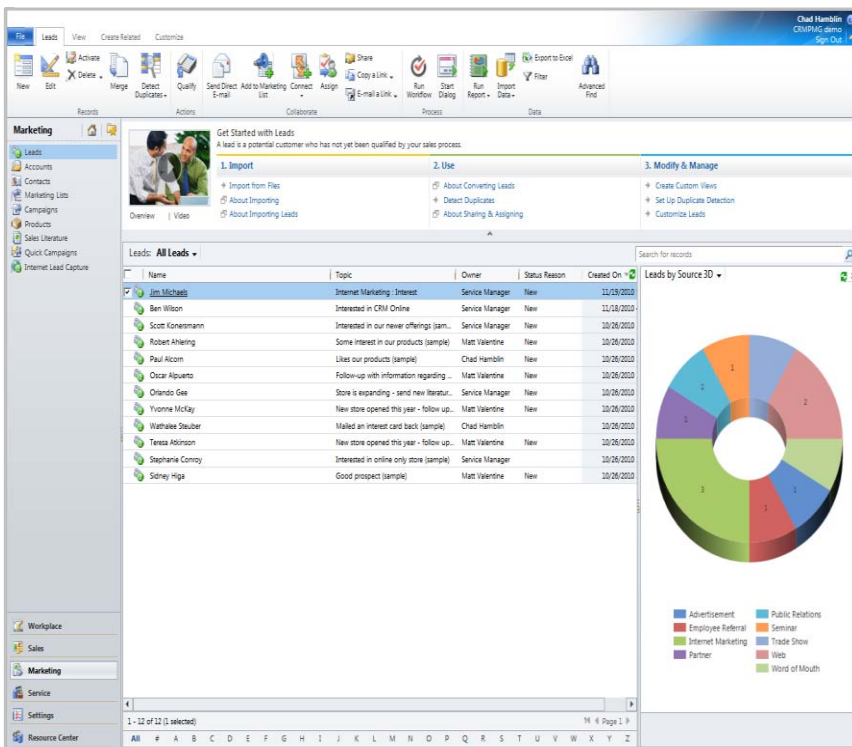 Chad Hamblin
CRMPMG demo
Sign Out
File Leads View Create Related Customize
New
Edit
Activate
Delete
Merge
Detect Duplicates
Records
Qualify
Actions
Send Direct E-mail
Add to Marketing List
Connect
Assign
Share
Copy a Link
E-mail a Link
Collaborate
Run Workflow
Start Dialog
Process
Run Report
Import Data
Export to Excel
Filter
Advanced Find
Data
Marketing
Leads
Accounts
Contacts
Marketing Lists
Campaigns
Products
Sales Literature
Quick Campaigns
Internet Lead Capture
Workplace
Sales
Marketing
Service
Settings
Resource Center
Get Started with Leads
A lead is a potential customer who has not yet been qualified by your sales process.
Overview | Video
1. Import
Import from Files
About Importing
About Importing Leads
2. Use
About Converting Leads
Detect Duplicates
About Sharing & Assigning
3. Modify & Manage
Create Custom Views
Set Up Duplicate Detection
Customize Leads
Leads: All Leads
Search for records
Name Topic Owner Status Reason Created On
Jim Michaels Internet Marketing : Interest Service Manager New 11/19/2010
Ben Wilson Interested in CRM Online Service Manager New 11/18/2010
Scott Konersmann Interested in our newer offerings (sam... Service Manager New 10/26/2010
Robert Ahlering Some interest in our products (sample) Matt Valentine New 10/26/2010
Paul Alcorn Likes our products (sample) Chad Hamblin New 10/26/2010
Oscar Alpuerto Follow-up with information regarding ... Matt Valentine New 10/26/2010
Orlando Gee Store is expanding - send new literatur... Service Manager New 10/26/2010
Yvonne McKay New store opened this year - follow up... Matt Valentine New 10/26/2010
Wathalee Steuber Mailed an interest card back (sample) Chad Hamblin 10/26/2010
Teresa Atkinson New store opened this year - follow up... Matt Valentine New 10/26/2010
Stephanie Conroy Interested in online only store (sample) Service Manager 10/26/2010
Sidney Higa Good prospect (sample) Matt Valentine New 10/26/2010
1 - 12 of 12 (1 selected)
Page 1
All # A B C D E F G H I J K L M N O P Q R S T U V W X Y Z
Leads by Source 3D
1
2
1
1
3
1
1
Advertisement
Employee Referral
Internet Marketing
Partner
Public Relations
Seminar
Trade Show
Web
Word of Mouth